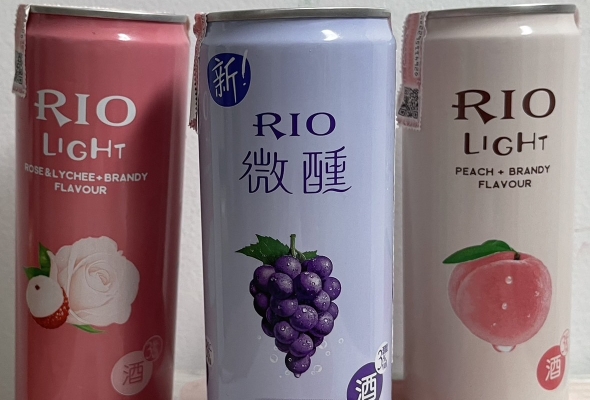 RIO
LIGHT
ROSE & LYCHEE + BRANDY
FLAVOUR
酒
新!
RIO
微醺
酒
RIO
LIGHT
PEACH + BRANDY
FLAVOUR
酒